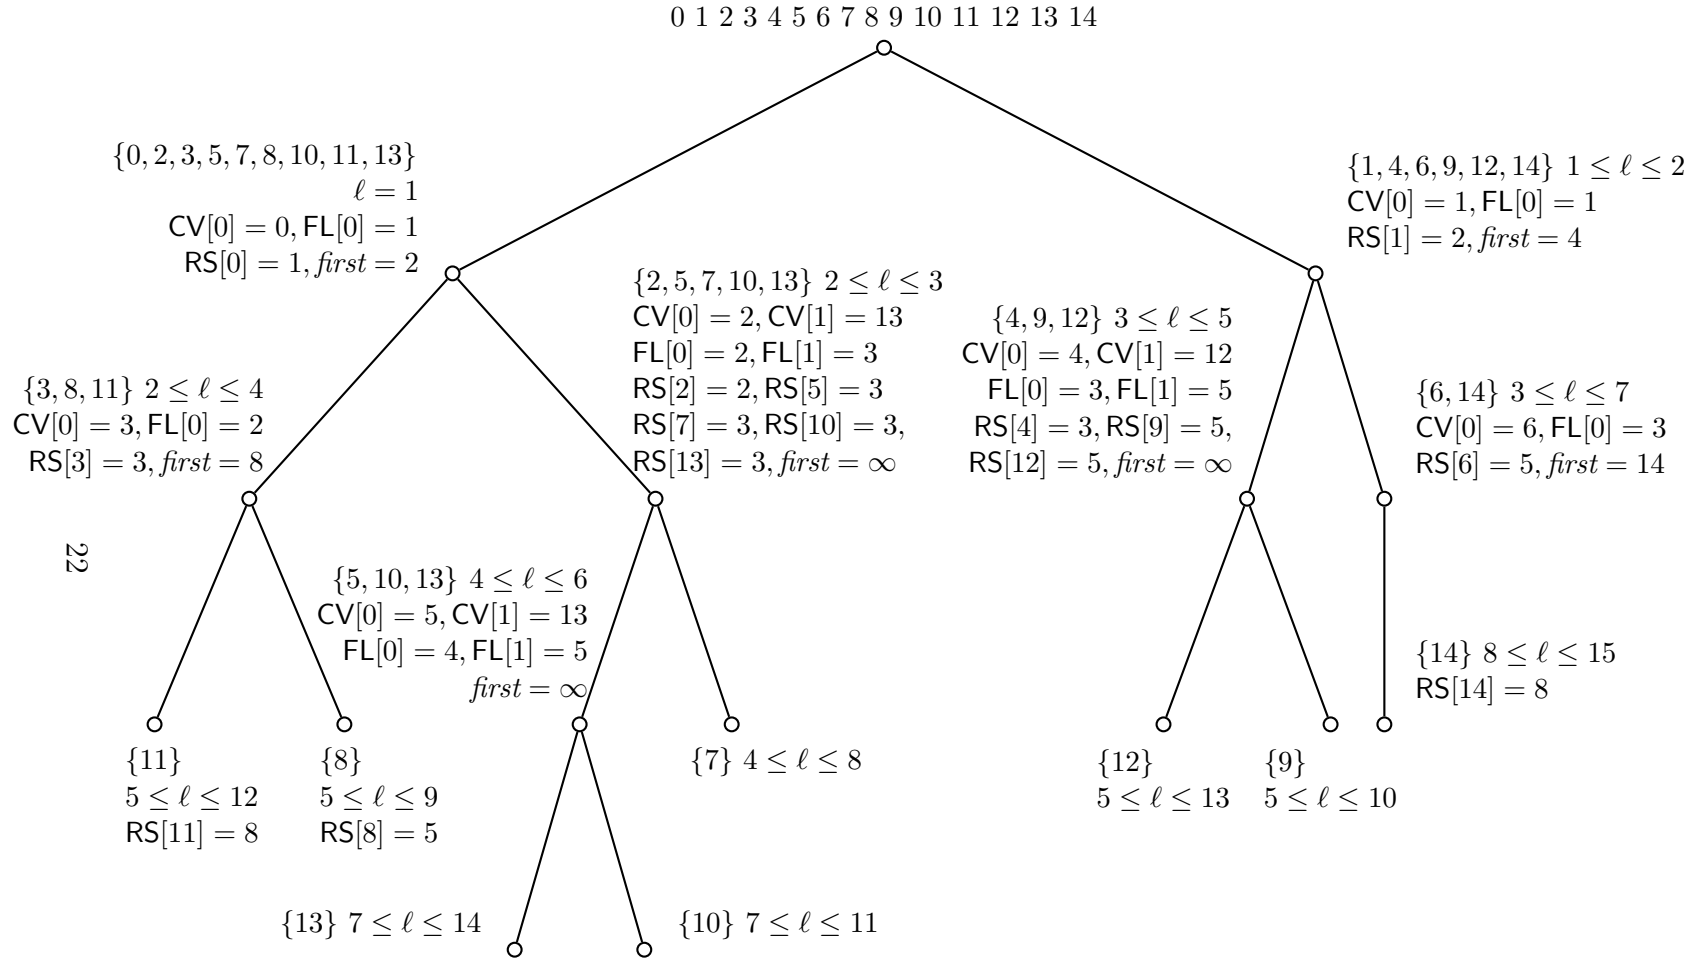 0 1 2 3 4 5 6 7 8 9 10 11 12 13 14
{0, 2, 3, 5, 7, 8, 10, 11, 13}
ℓ = 1
CV[0] = 0, FL[0] = 1
RS[0] = 1, first = 2
{1, 4, 6, 9, 12, 14} 1 ≤ ℓ ≤ 2
CV[0] = 1, FL[0] = 1
RS[1] = 2, first = 4
{3, 8, 11} 2 ≤ ℓ ≤ 4
CV[0] = 3, FL[0] = 2
RS[3] = 3, first = 8
{2, 5, 7, 10, 13} 2 ≤ ℓ ≤ 3
CV[0] = 2, CV[1] = 13
FL[0] = 2, FL[1] = 3
RS[2] = 2, RS[5] = 3
RS[7] = 3, RS[10] = 3,
RS[13] = 3, first = ∞
{4, 9, 12} 3 ≤ ℓ ≤ 5
CV[0] = 4, CV[1] = 12
FL[0] = 3, FL[1] = 5
RS[4] = 3, RS[9] = 5,
RS[12] = 5, first = ∞
{6, 14} 3 ≤ ℓ ≤ 7
CV[0] = 6, FL[0] = 3
RS[6] = 5, first = 14
22
{5, 10, 13} 4 ≤ ℓ ≤ 6
CV[0] = 5, CV[1] = 13
FL[0] = 4, FL[1] = 5
first = ∞
{14} 8 ≤ ℓ ≤ 15
RS[14] = 8
{11}
5 ≤ ℓ ≤ 12
RS[11] = 8
{8}
5 ≤ ℓ ≤ 9
RS[8] = 5
{7} 4 ≤ ℓ ≤ 8
{12}
5 ≤ ℓ ≤ 13
{9}
5 ≤ ℓ ≤ 10
{13} 7 ≤ ℓ ≤ 14
{10} 7 ≤ ℓ ≤ 11